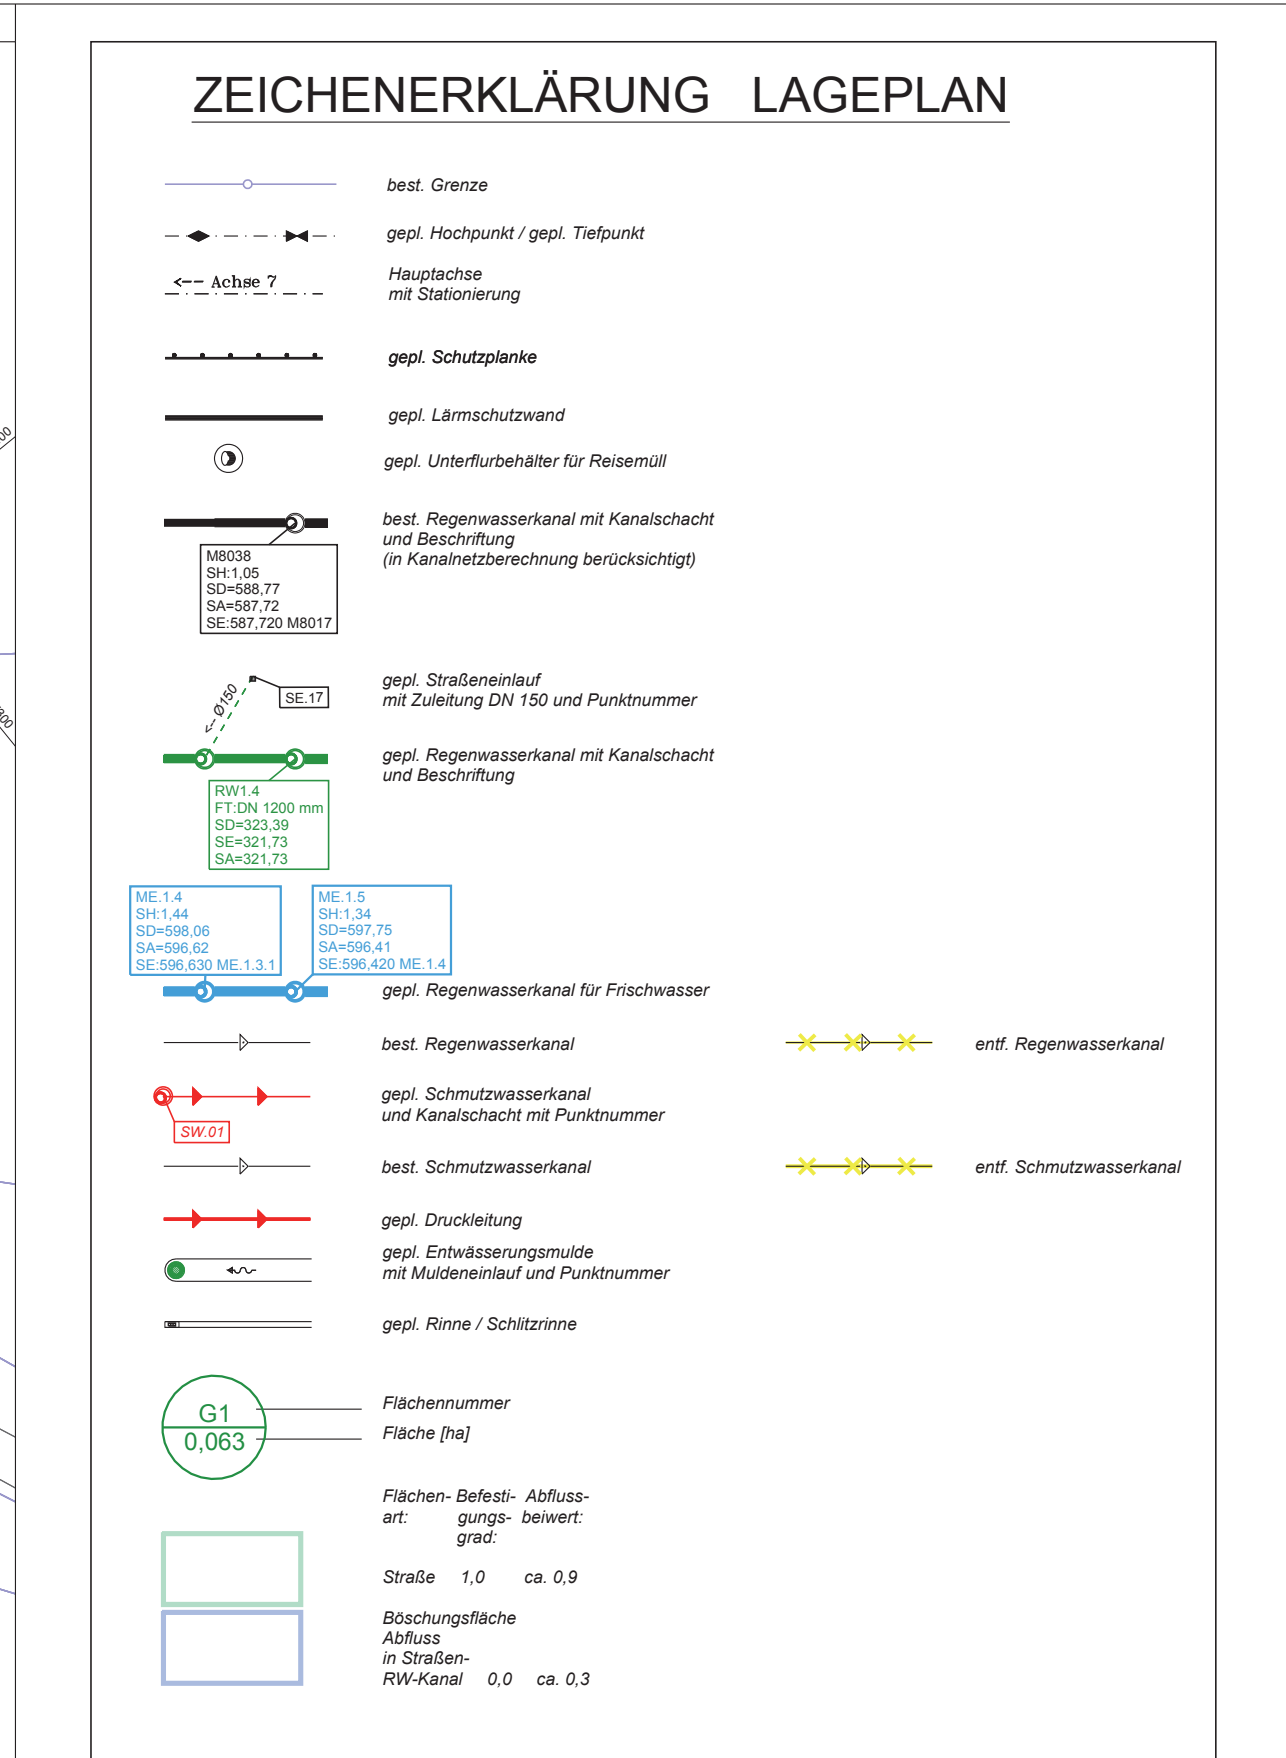 ZEICHENERKLÄRUNG LAGEPLAN
best. Grenze
gepl. Hochpunkt / gepl. Tiefpunkt
<-- Achse 7
Hauptachse
mit Stationierung
gepl. Schutzplanke
gepl. Lärmschutzwand
gepl. Unterflurbehälter für Reisemüll
best. Regenwasserkanal mit Kanalschacht
und Beschriftung
(in Kanalnetzberechnung berücksichtigt)
M8038
SH:1,05
SD=588,77
SA=587,72
SE:587,720 M8017
<-- Ø150
SE.17
gepl. Straßeneinlauf
mit Zuleitung DN 150 und Punktnummer
gepl. Regenwasserkanal mit Kanalschacht
und Beschriftung
RW1.4
FT:DN 1200 mm
SD=323,39
SE=321,73
SA=321,73
ME.1.4
SH:1,44
SD=598,06
SA=596,62
SE:596,630 ME.1.3.1
ME.1.5
SH:1,34
SD=597,75
SA=596,41
SE:596,420 ME.1.4
gepl. Regenwasserkanal für Frischwasser
best. Regenwasserkanal
entf. Regenwasserkanal
gepl. Schmutzwasserkanal
und Kanalschacht mit Punktnummer
SW.01
best. Schmutzwasserkanal
entf. Schmutzwasserkanal
gepl. Druckleitung
gepl. Entwässerungsmulde
mit Muldeneinlauf und Punktnummer
gepl. Rinne / Schlitzrinne
G1
0,063
Flächennummer
Fläche [ha]
Flächen- Befesti- Abfluss-
art: gungs- beiwert:
grad:
Straße 1,0 ca. 0,9
Böschungsfläche
Abfluss
in Straßen-
RW-Kanal 0,0 ca. 0,3